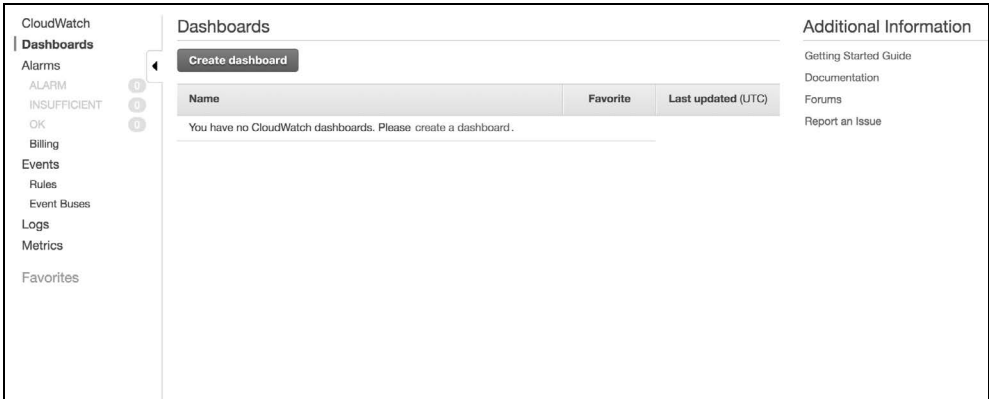 CloudWatch
Dashboards
Alarms
ALARM 0
INSUFFICIENT 0
OK 0
Billing
Events
Rules
Event Buses
Logs
Metrics
Favorites
Dashboards
Create dashboard
Name Favorite Last updated (UTC)
You have no CloudWatch dashboards. Please create a dashboard.
Additional Information
Getting Started Guide
Documentation
Forums
Report an Issue